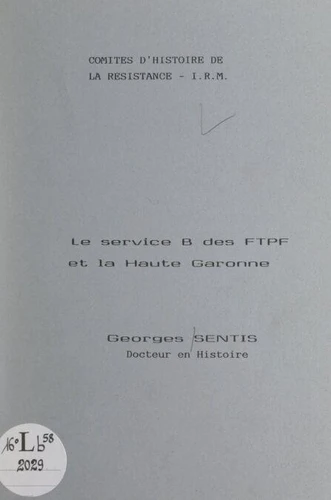 COMITES D'HISTOIRE DE
LA RESISTANCE - I.R.M.
Le service B des FTPF
et la Haute Garonne
Georges SENTIS
Docteur en Histoire
16° L b 58
2029